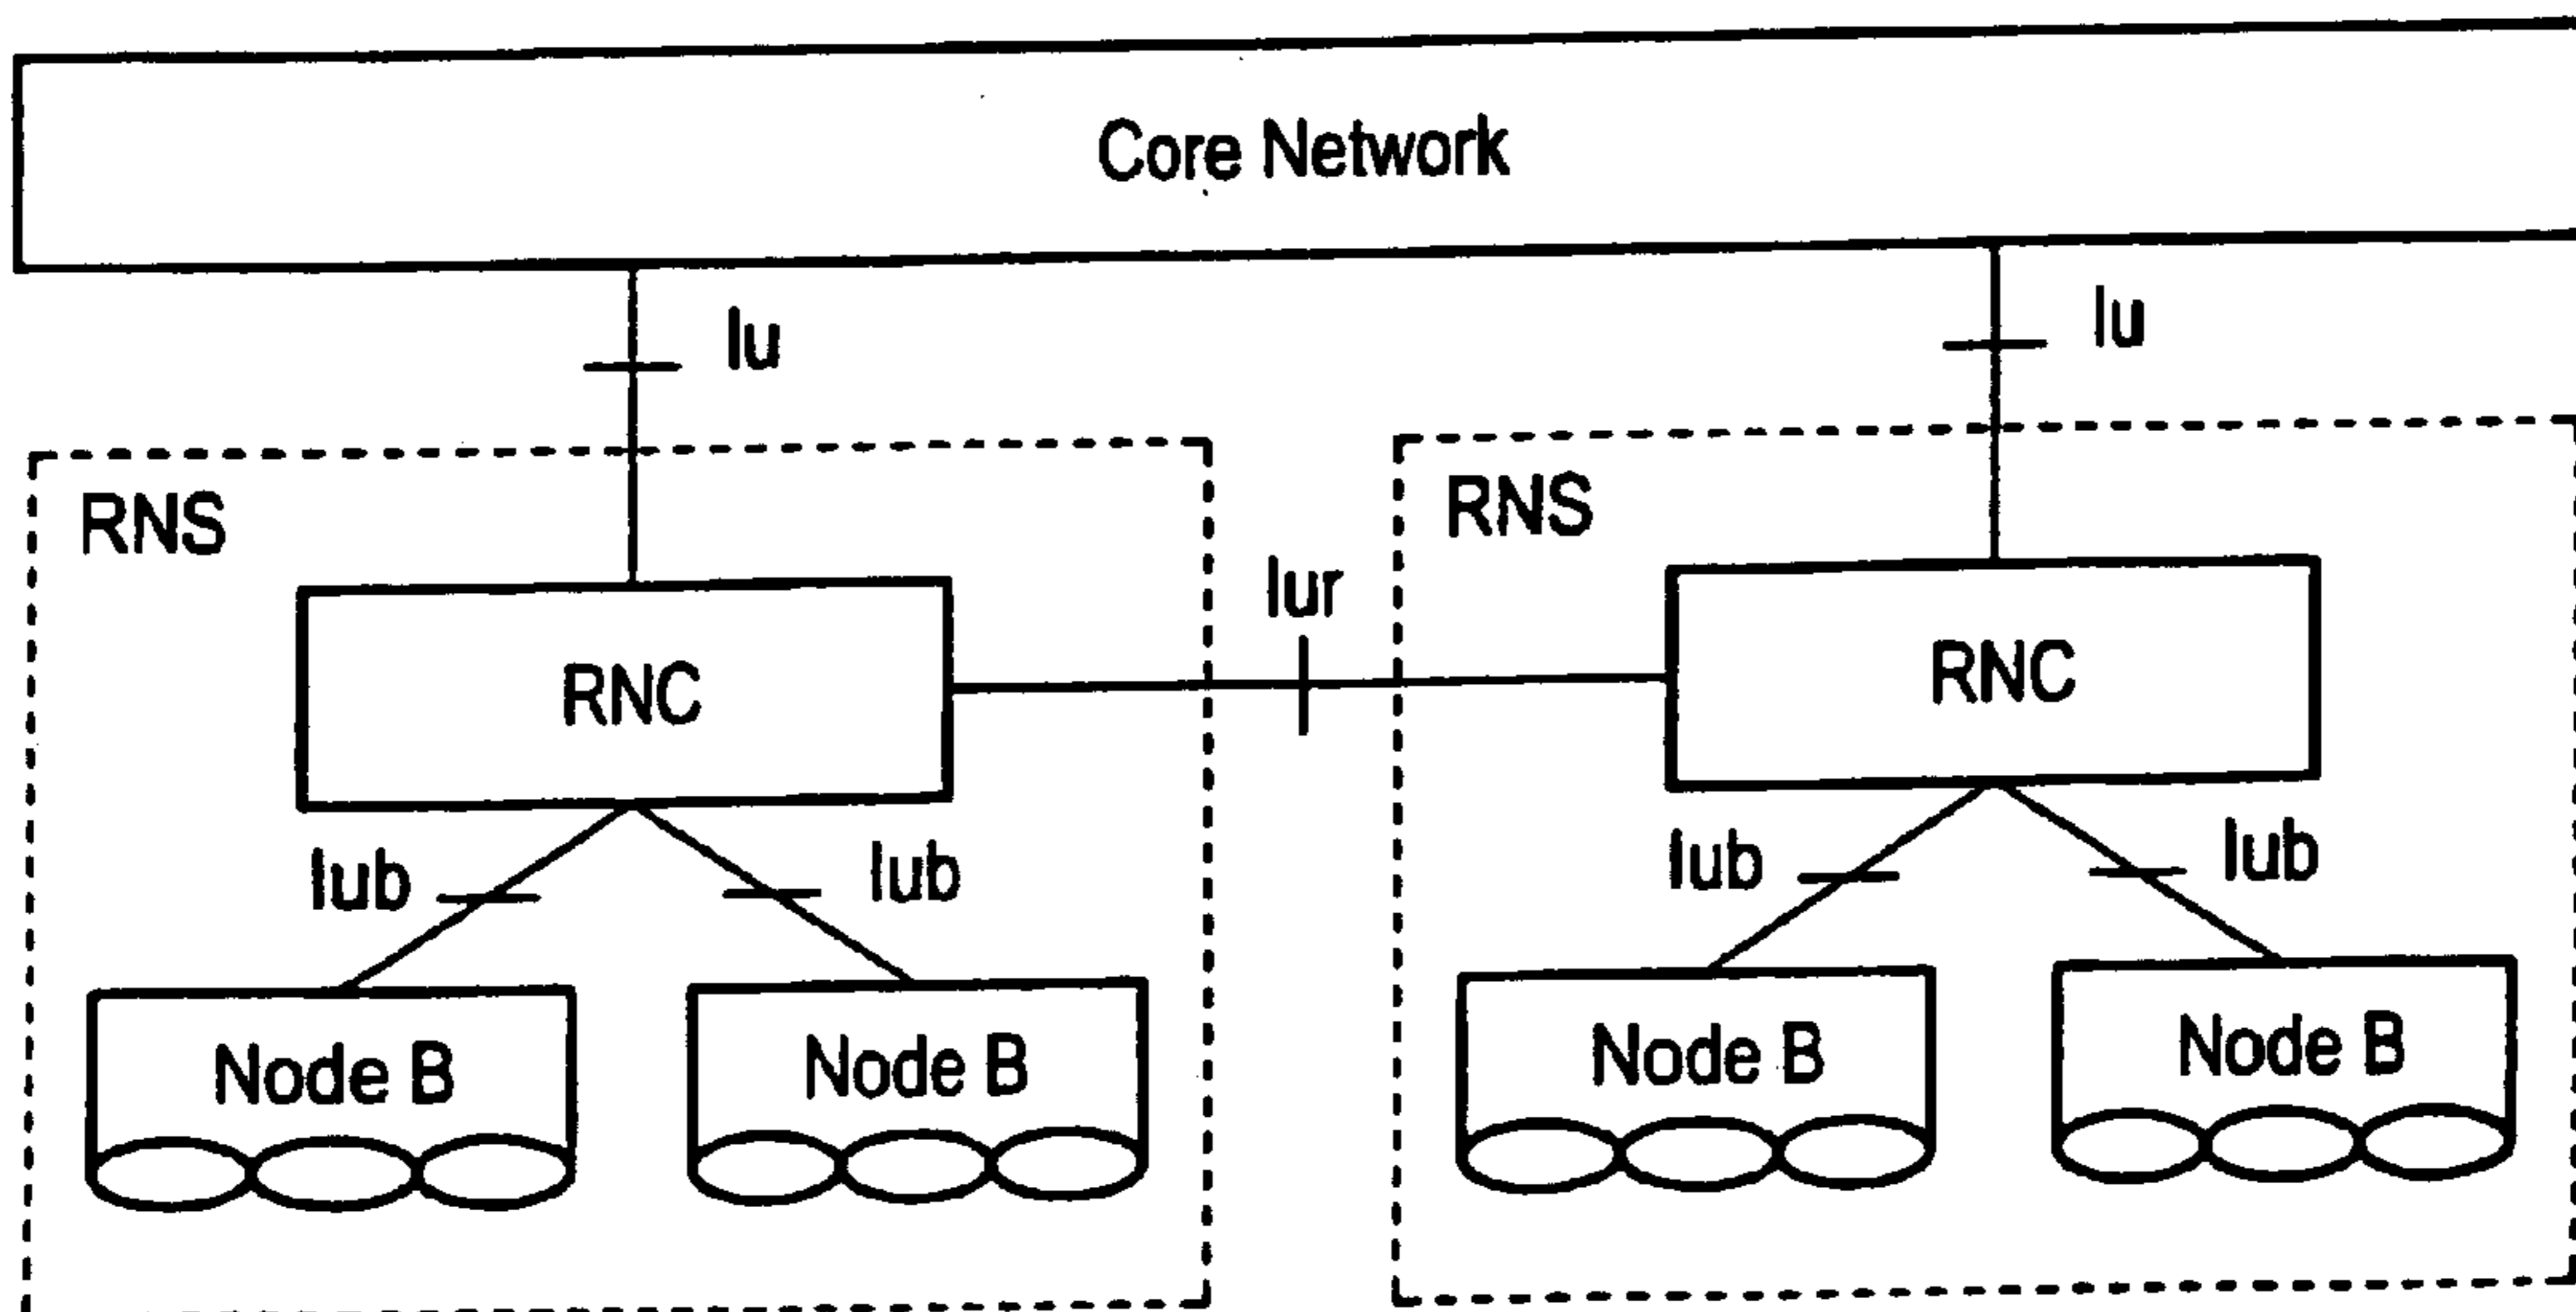 Core Network
Iu
Iu
RNS
RNS
Iur
RNC
RNC
Iub
Iub
Iub
Iub
Node B
Node B
Node B
Node B